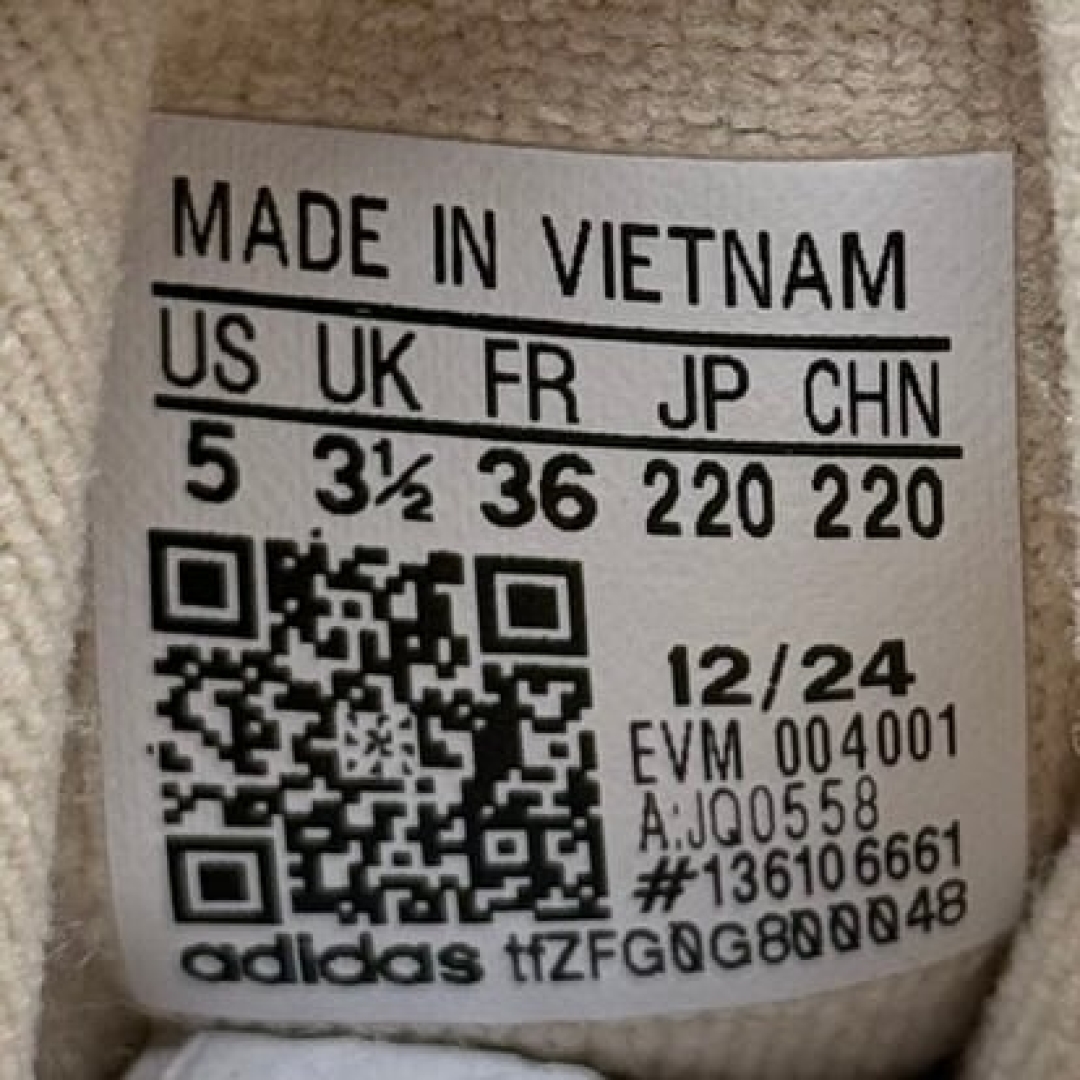 MADE IN VIETNAM
US UK FR JP CHN
5 3½ 36 220 220
12/24
EVM 004001
A:JQ0558
#136106661
adidas tfZFG0G8000048